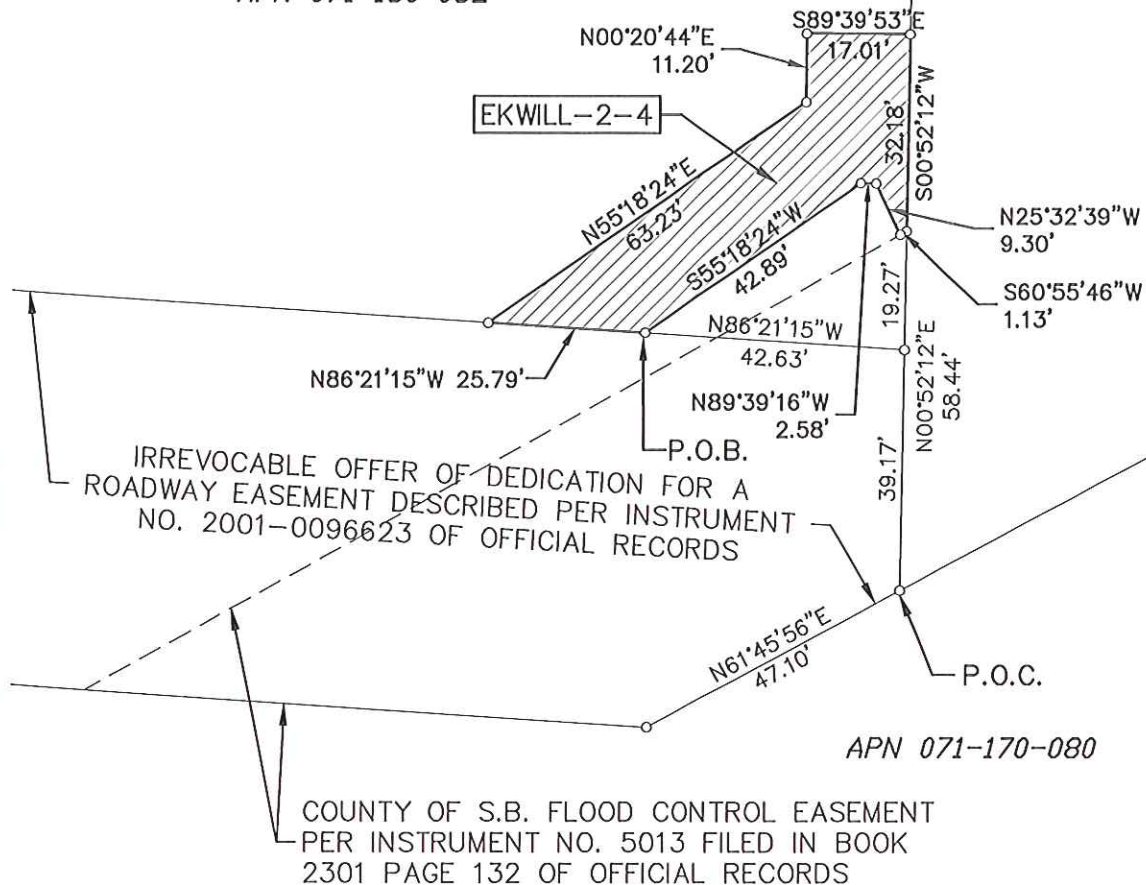 S89°39'53"E
17.01'
N00°20'44"E
11.20'
EKWILL-2-4
32.18'
S00°52'12"W
N55°18'24"E
63.23'
S55°18'24"W
42.89'
N25°32'39"W
9.30'
S60°55'46"W
1.13'
19.27'
N86°21'15"W
42.63'
N86°21'15"W 25.79'
N89°39'16"W
2.58'
N00°52'12"E
58.44'
P.O.B.
39.17'
IRREVOCABLE OFFER OF DEDICATION FOR A
ROADWAY EASEMENT DESCRIBED PER INSTRUMENT
NO. 2001-0096623 OF OFFICIAL RECORDS
N61°45'56"E
47.10'
P.O.C.
APN 071-170-080
COUNTY OF S.B. FLOOD CONTROL EASEMENT
PER INSTRUMENT NO. 5013 FILED IN BOOK
2301 PAGE 132 OF OFFICIAL RECORDS